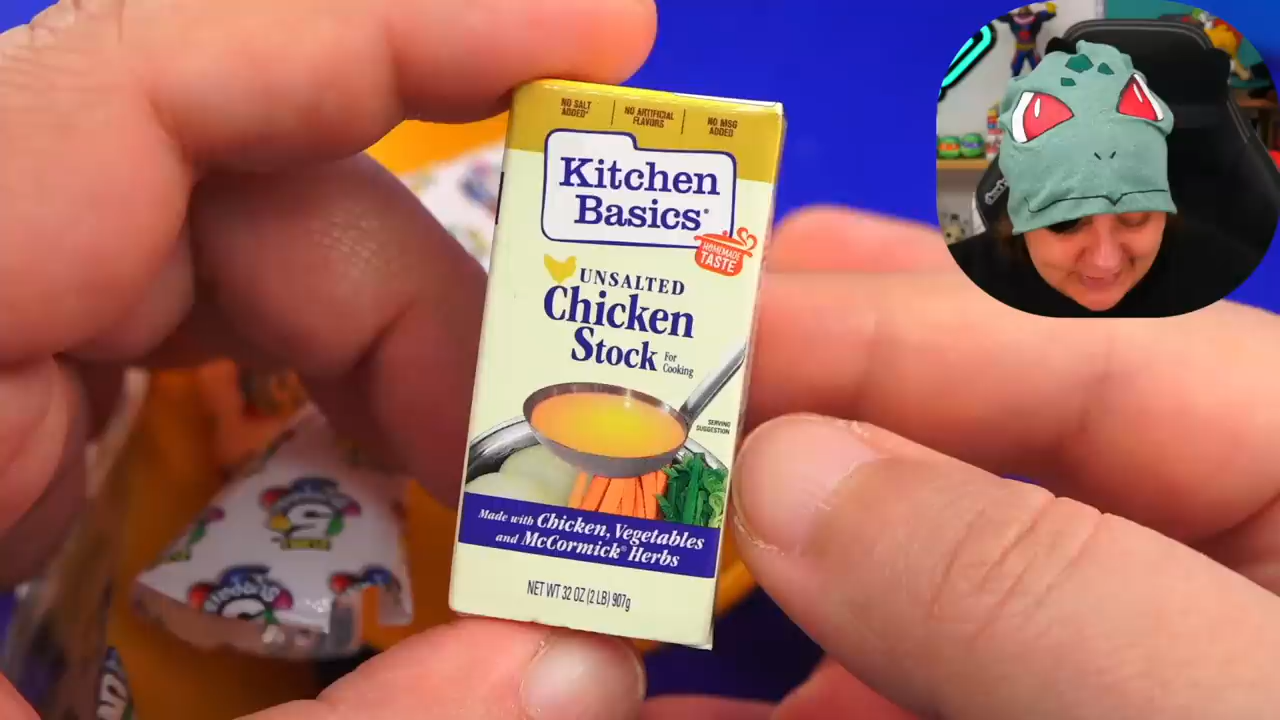 NO SALT
ADDED*
NO ARTIFICIAL
FLAVORS
NO MSG
ADDED
Kitchen
Basics®
HOMEMADE
TASTE
UNSALTED
Chicken
Stock
For
Cooking
SERVING
SUGGESTION
Made with Chicken, Vegetables
and McCormick® Herbs
NET WT 32 OZ (2 LB) 907g
5